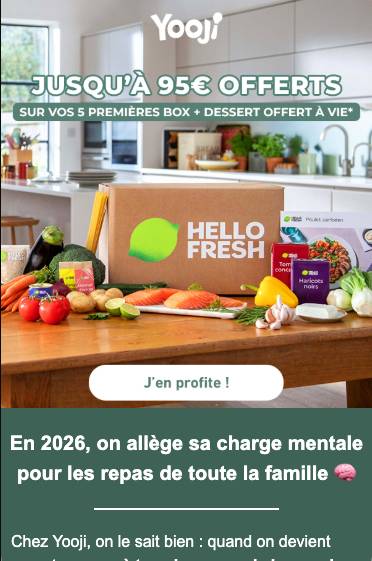 Yooji
JUSQU'À 95€ OFFERTS
SUR VOS 5 PREMIÈRES BOX + DESSERT OFFERT À VIE*
HELLO
FRESH
Haricots
noirs
J'en profite !
En 2026, on allège sa charge mentale
pour les repas de toute la famille 🧠
Chez Yooji, on le sait bien : quand on devient